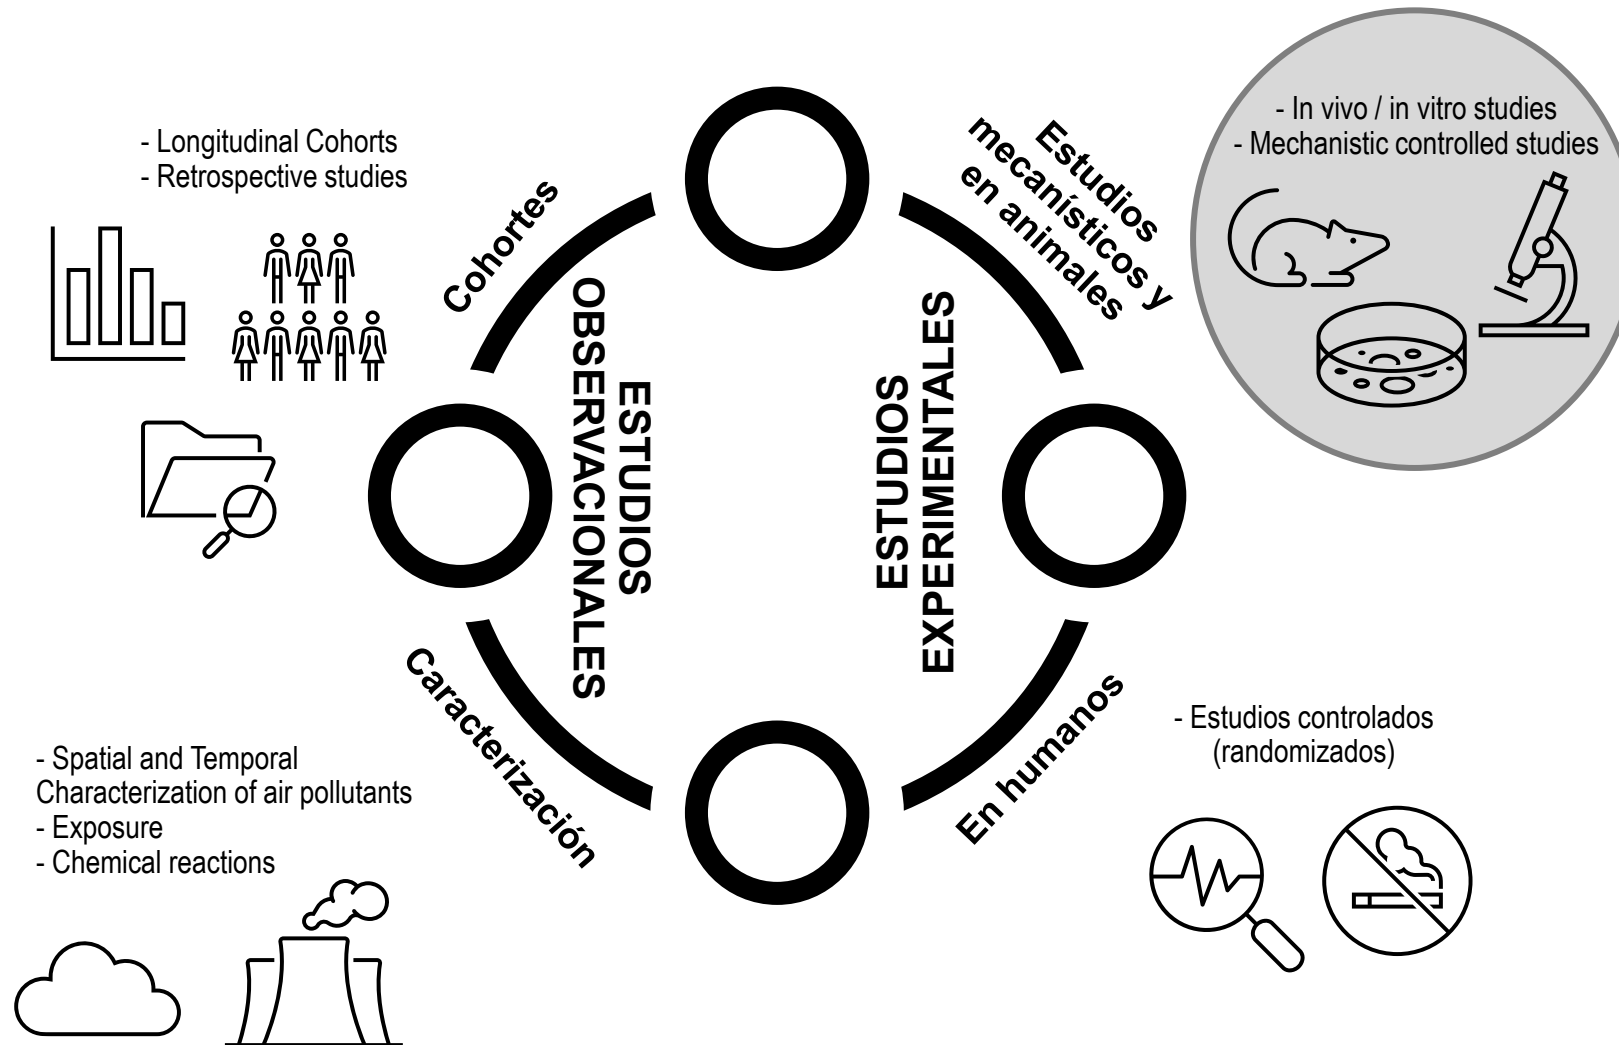 - Longitudinal Cohorts
- Retrospective studies
Cohortes
ESTUDIOS
OBSERVACIONALES
Caracterización
- Spatial and Temporal
Characterization of air pollutants
- Exposure
- Chemical reactions
Estudios
mecanísticos y
en animales
- In vivo / in vitro studies
- Mechanistic controlled studies
ESTUDIOS
EXPERIMENTALES
En humanos
- Estudios controlados
(randomizados)